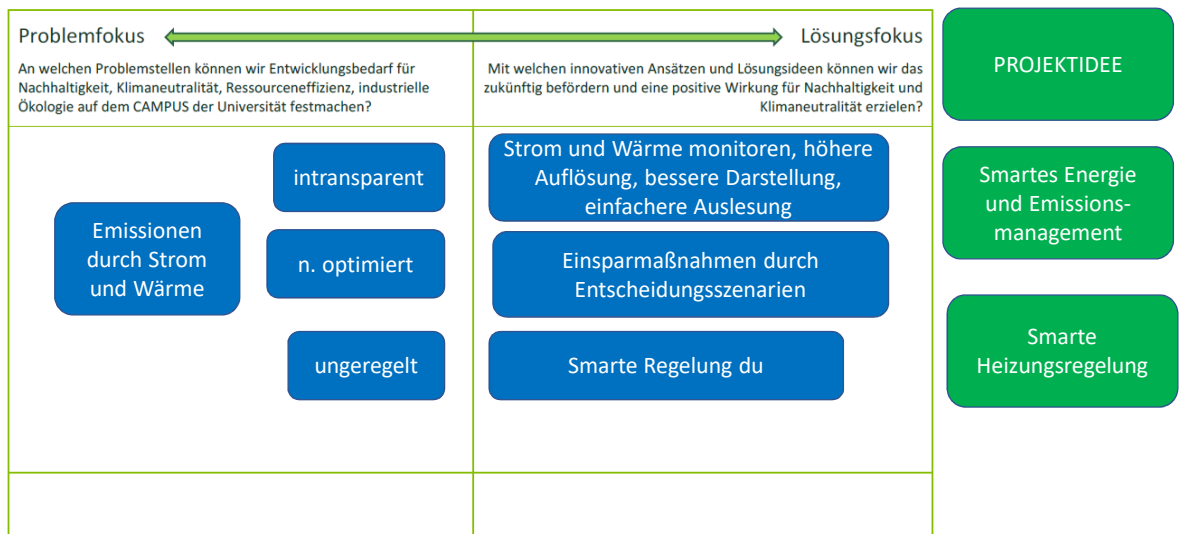 Problemfokus
Lösungsfokus
An welchen Problemstellen können wir Entwicklungsbedarf für
Nachhaltigkeit, Klimaneutralität, Ressourceneffizienz, industrielle
Ökologie auf dem CAMPUS der Universität festmachen?
Mit welchen innovativen Ansätzen und Lösungsideen können wir das
zukünftig befördern und eine positive Wirkung für Nachhaltigkeit und
Klimaneutralität erzielen?
PROJEKTIDEE
Emissionen
durch Strom
und Wärme
intransparent
Strom und Wärme monitoren, höhere
Auflösung, bessere Darstellung,
einfachere Auslesung
Smartes Energie
und Emissions-
management
n. optimiert
Einsparmaßnahmen durch
Entscheidungsszenarien
ungeregelt
Smarte Regelung du
Smarte
Heizungsregelung